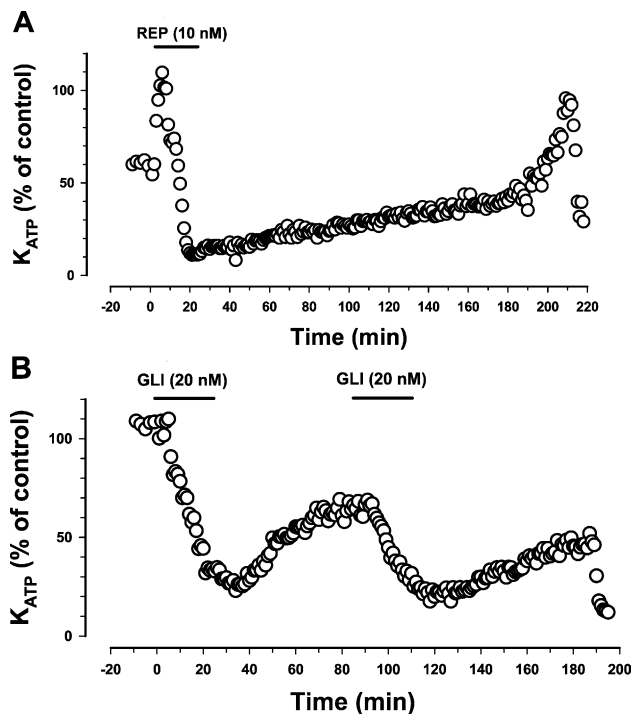 A
REP (10 nM)
K_ATP (% of control)
100
50
0
-20 0 20 40 60 80 100 120 140 160 180 200 220
Time (min)
B
GLI (20 nM) GLI (20 nM)
K_ATP (% of control)
100
50
0
-20 0 20 40 60 80 100 120 140 160 180 200
Time (min)